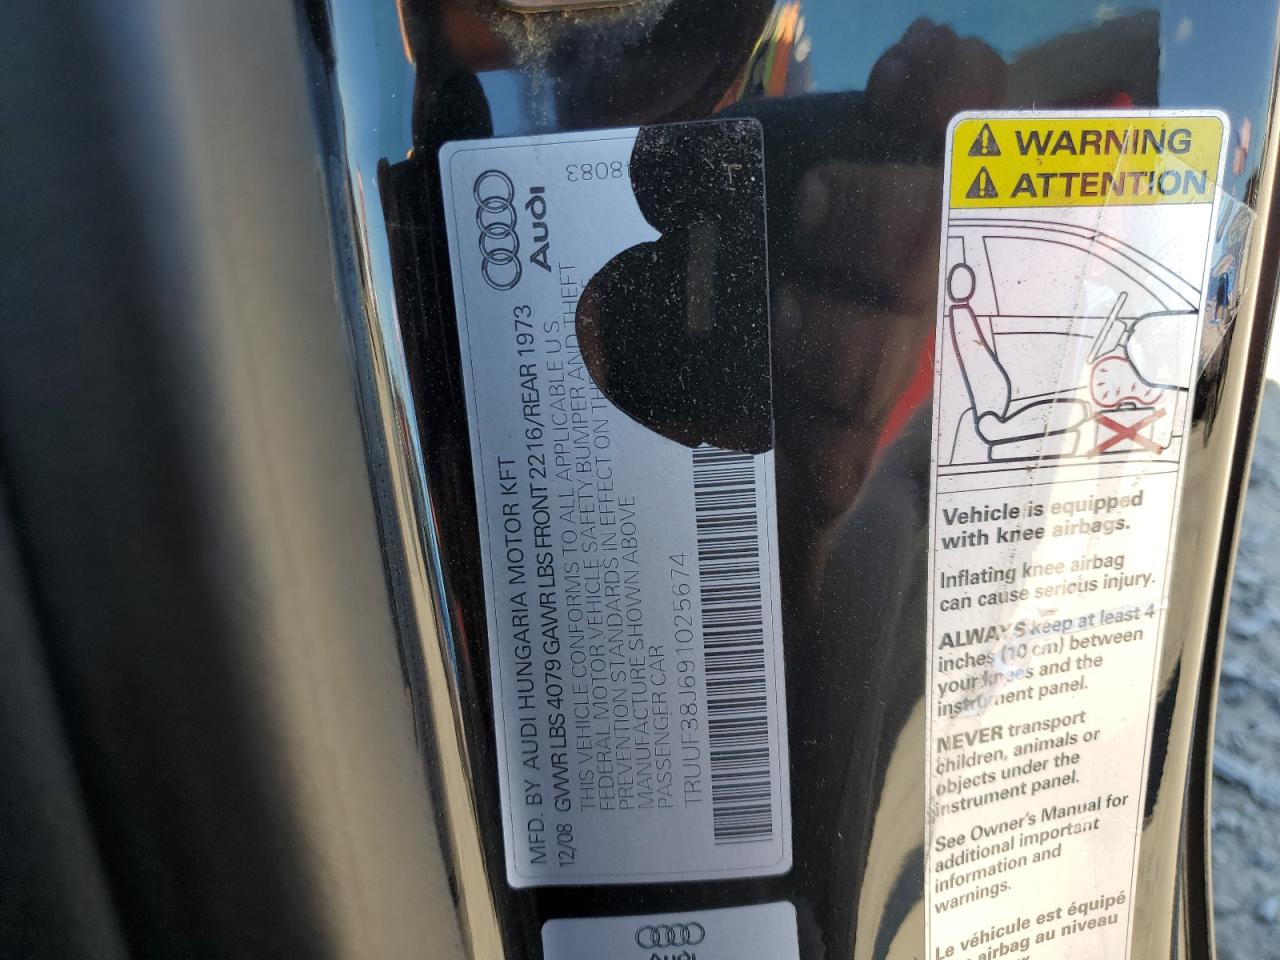 Audi
8083
MFD. BY AUDI HUNGARIA MOTOR KFT
12/08 GVWR LBS 4079 GAWR LBS FRONT 2216/REAR 1973
THIS VEHICLE CONFORMS TO ALL APPLICABLE U.S.
FEDERAL MOTOR VEHICLE SAFETY, BUMPER AND THEFT
PREVENTION STANDARDS IN EFFECT ON
MANUFACTURE SHOWN ABOVE
PASSENGER CAR
TRUUF38J691025674
Audi
WARNING
ATTENTION
Vehicle is equipped
with knee airbags.
Inflating knee airbag
can cause serious injury.
ALWAYS keep at least 4
inches (10 cm) between
your knees and the
instrument panel.
NEVER transport
children, animals or
objects under the
instrument panel.
See Owner's Manual for
additional important
information and
warnings.
Le véhicule est équipé
airbag au niveau